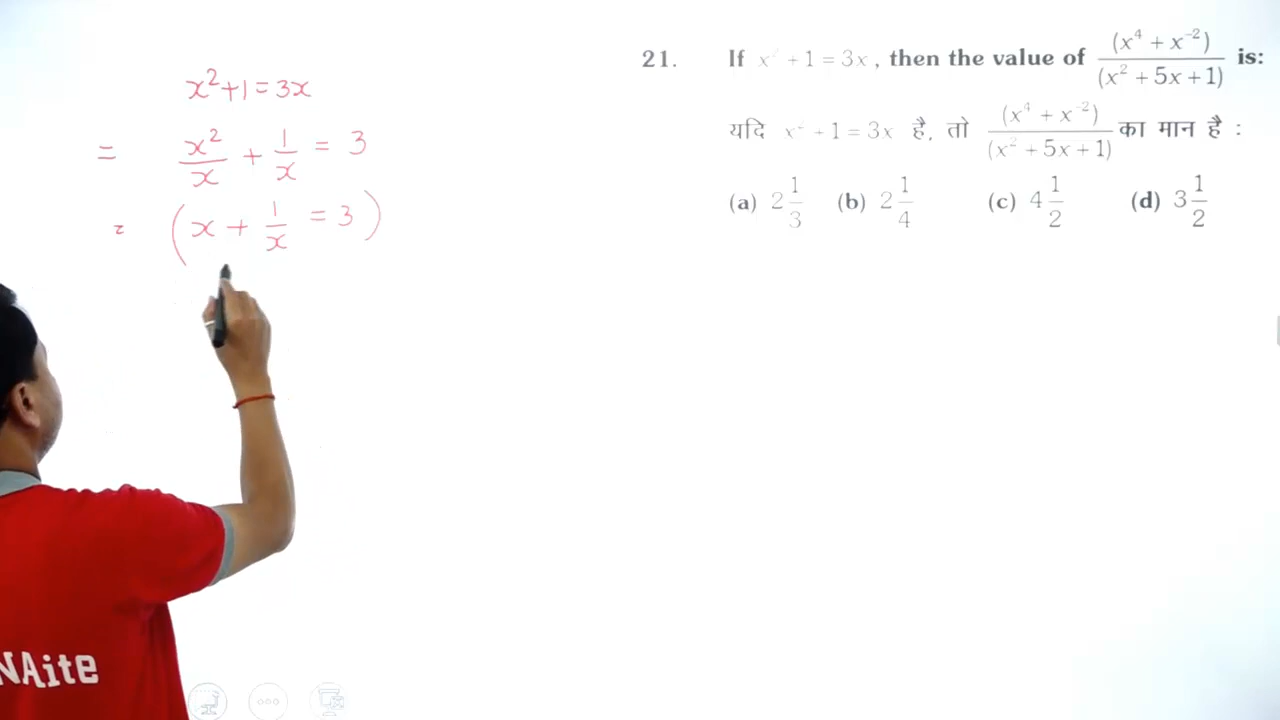 x²+1=3x
= x²/x + 1/x = 3
= (x + 1/x = 3)
21. If x² + 1 = 3x, then the value of (x⁴ + x⁻²)/(x² + 5x + 1) is:
यदि x² + 1 = 3x है, तो (x⁴ + x⁻²)/(x² + 5x + 1) का मान है :
(a) 2 1/3 (b) 2 1/4 (c) 4 1/2 (d) 3 1/2
NAite